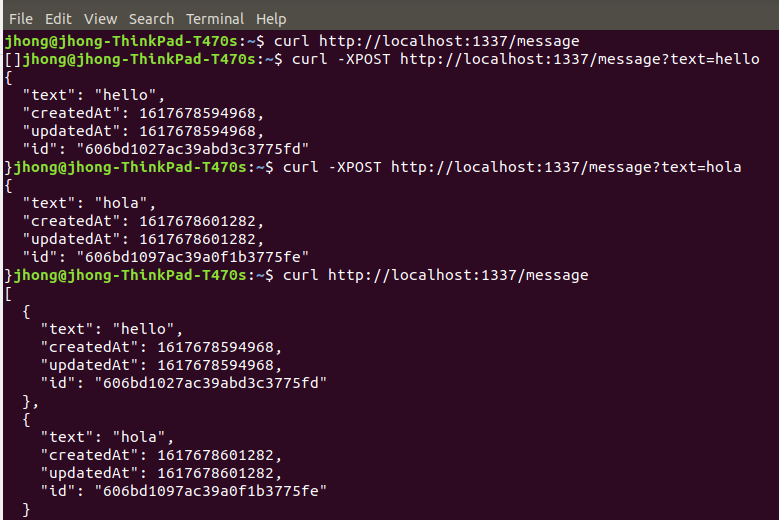 File Edit View Search Terminal Help
jhong@jhong-ThinkPad-T470s:~$ curl http://localhost:1337/message
[]jhong@jhong-ThinkPad-T470s:~$ curl -XPOST http://localhost:1337/message?text=hello
{
  "text": "hello",
  "createdAt": 1617678594968,
  "updatedAt": 1617678594968,
  "id": "606bd1027ac39abd3c3775fd"
}jhong@jhong-ThinkPad-T470s:~$ curl -XPOST http://localhost:1337/message?text=hola
{
  "text": "hola",
  "createdAt": 1617678601282,
  "updatedAt": 1617678601282,
  "id": "606bd1097ac39a0f1b3775fe"
}jhong@jhong-ThinkPad-T470s:~$ curl http://localhost:1337/message
[
  {
    "text": "hello",
    "createdAt": 1617678594968,
    "updatedAt": 1617678594968,
    "id": "606bd1027ac39abd3c3775fd"
  },
  {
    "text": "hola",
    "createdAt": 1617678601282,
    "updatedAt": 1617678601282,
    "id": "606bd1097ac39a0f1b3775fe"
  }